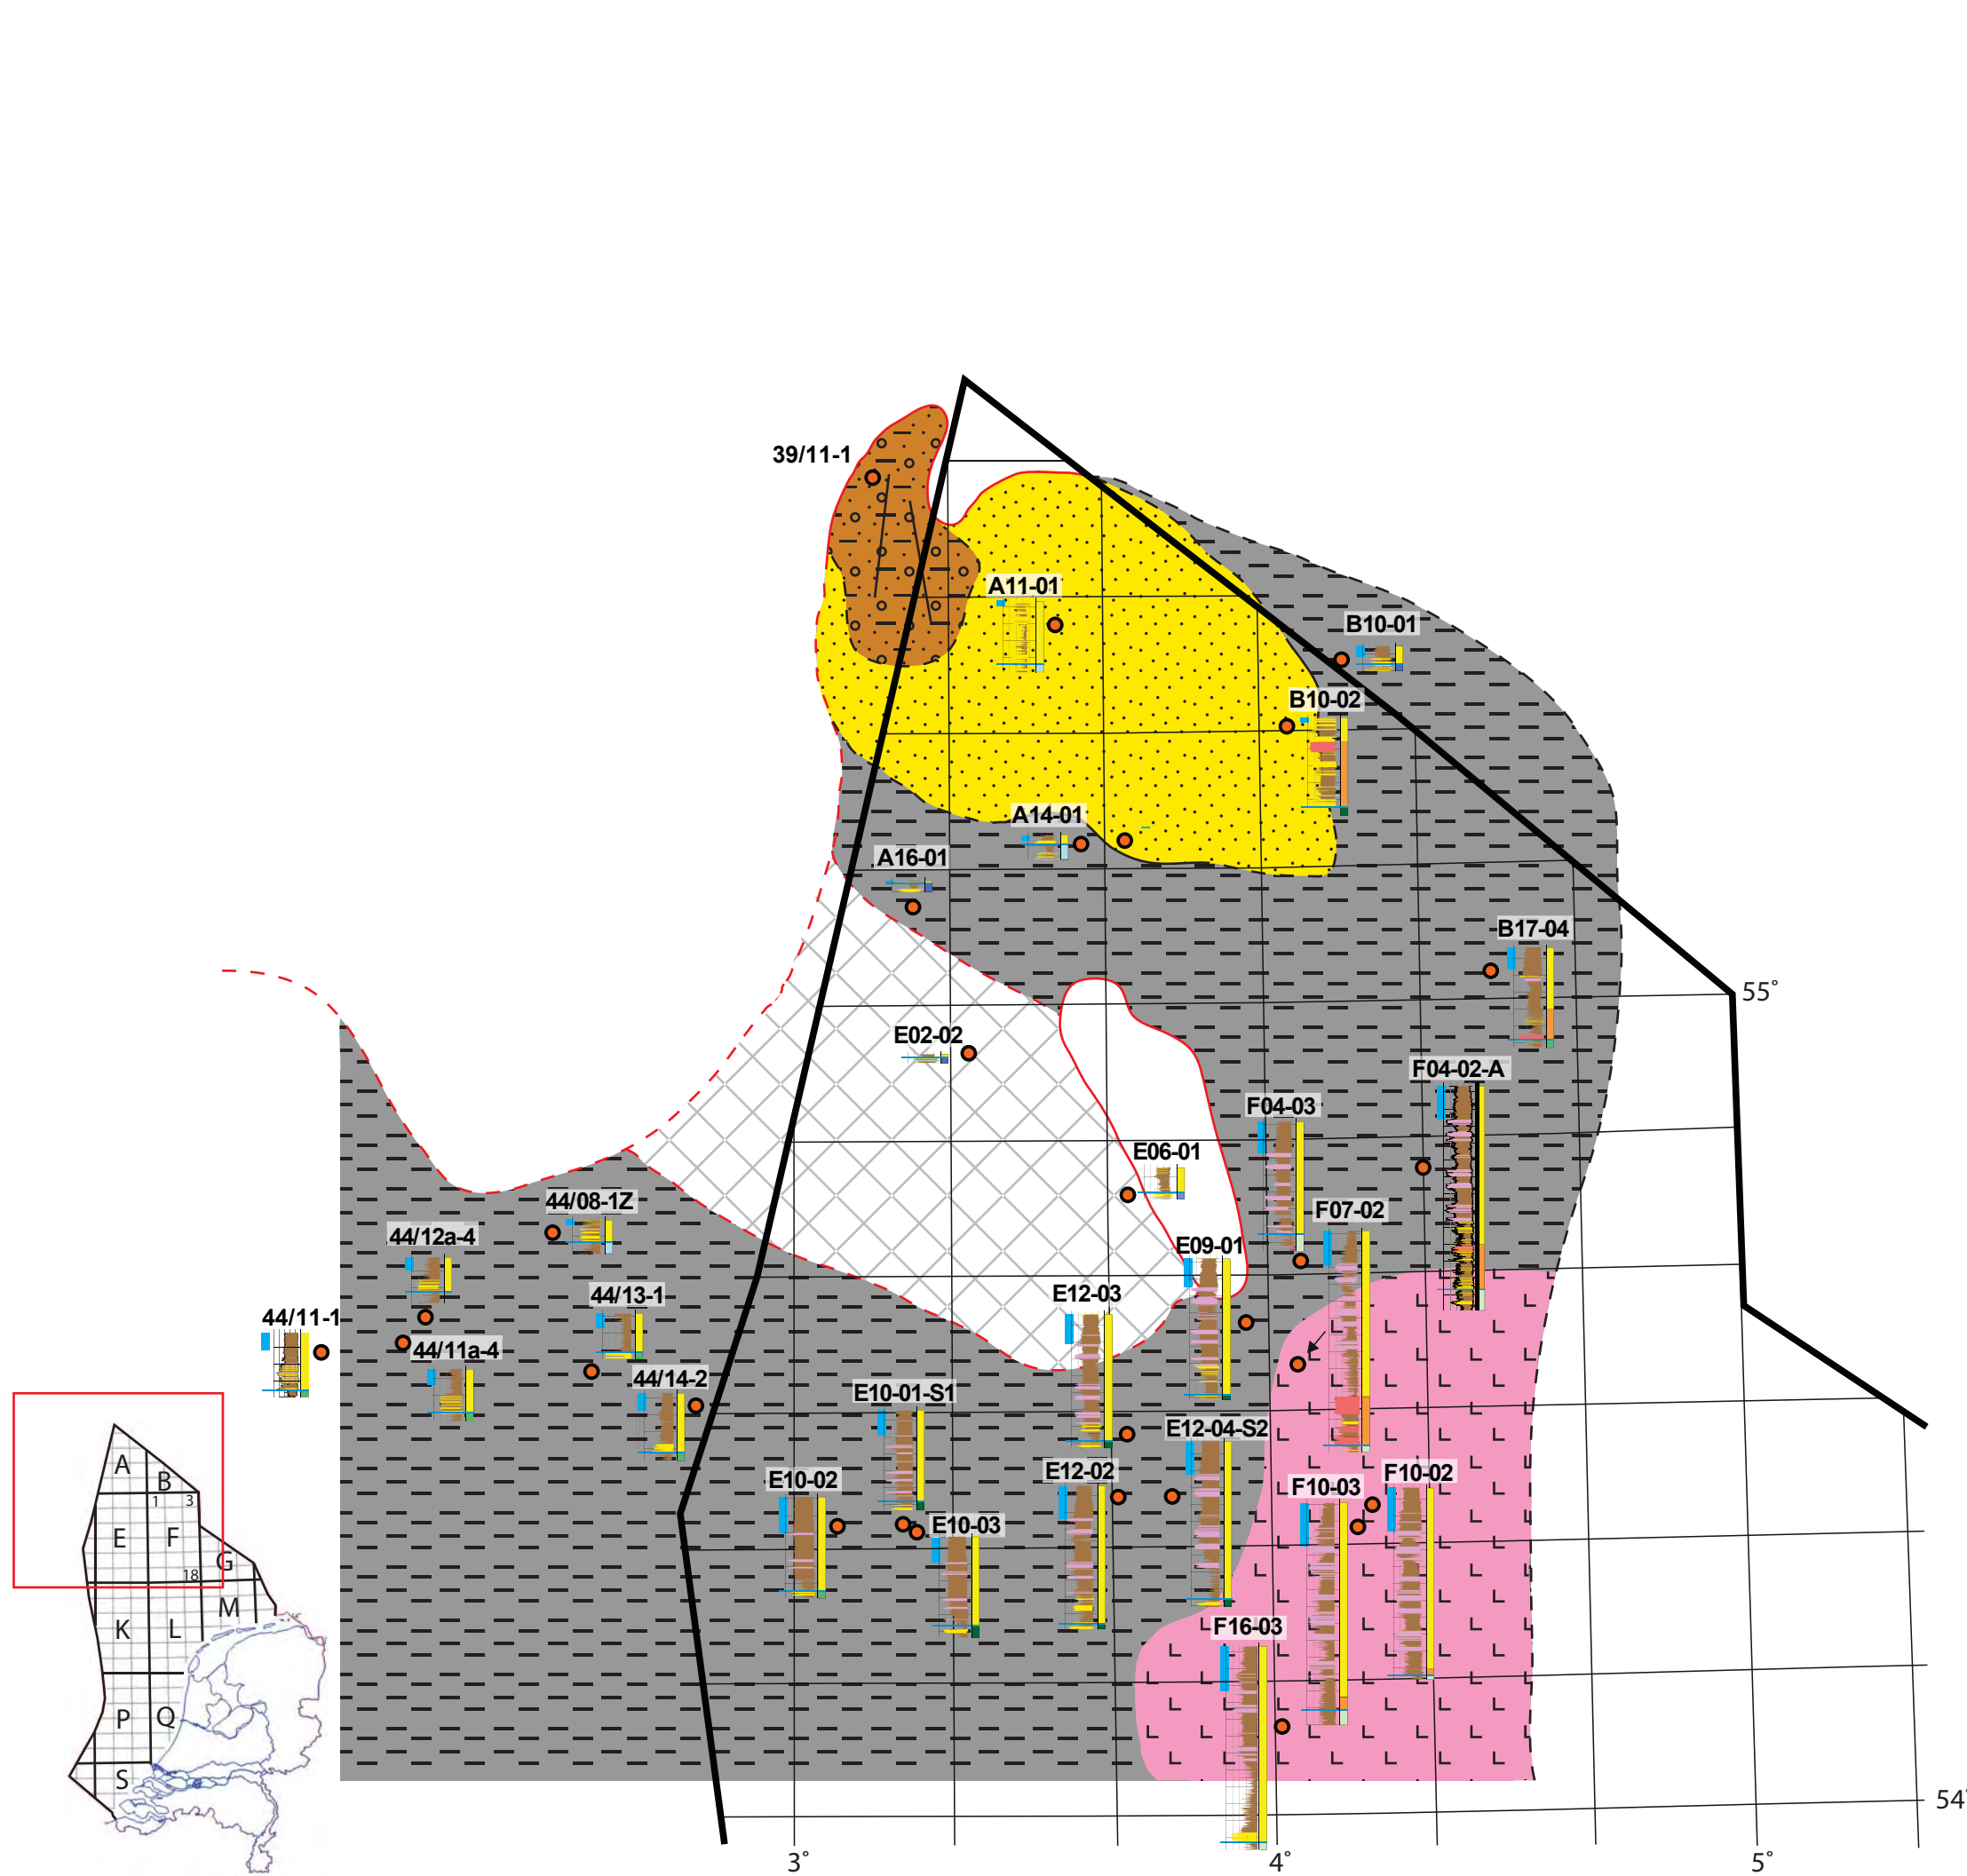 39/11-1
A11-01
B10-01
B10-02
A14-01
A16-01
B17-04
55°
E02-02
F04-02-A
F04-03
E06-01
44/08-1Z
F07-02
44/12a-4
E09-01
44/13-1
E12-03
44/11-1
44/11a-4
44/14-2
E10-01-S1
E12-04-S2
E12-02
F10-02
E10-02
F10-03
E10-03
F16-03
A
B
1 3
E F
G
18
M
K L
P Q
S
54°
3° 4° 5°